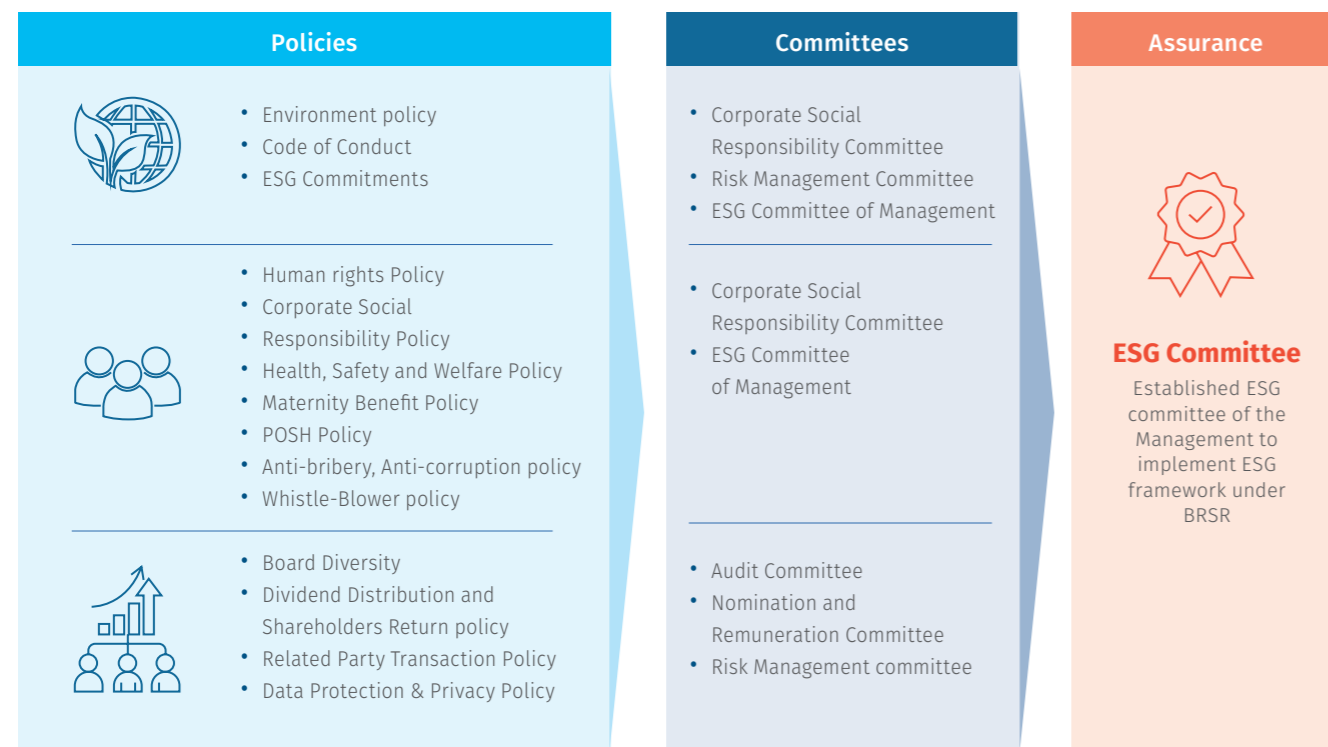 Policies
• Environment policy
• Code of Conduct
• ESG Commitments
• Human rights Policy
• Corporate Social
• Responsibility Policy
• Health, Safety and Welfare Policy
• Maternity Benefit Policy
• POSH Policy
• Anti-bribery, Anti-corruption policy
• Whistle-Blower policy
• Board Diversity
• Dividend Distribution and
Shareholders Return policy
• Related Party Transaction Policy
• Data Protection & Privacy Policy
Committees
• Corporate Social
Responsibility Committee
• Risk Management Committee
• ESG Committee of Management
• Corporate Social
Responsibility Committee
• ESG Committee
of Management
• Audit Committee
• Nomination and
Remuneration Committee
• Risk Management committee
Assurance
ESG Committee
Established ESG
committee of the
Management to
implement ESG
framework under
BRSR